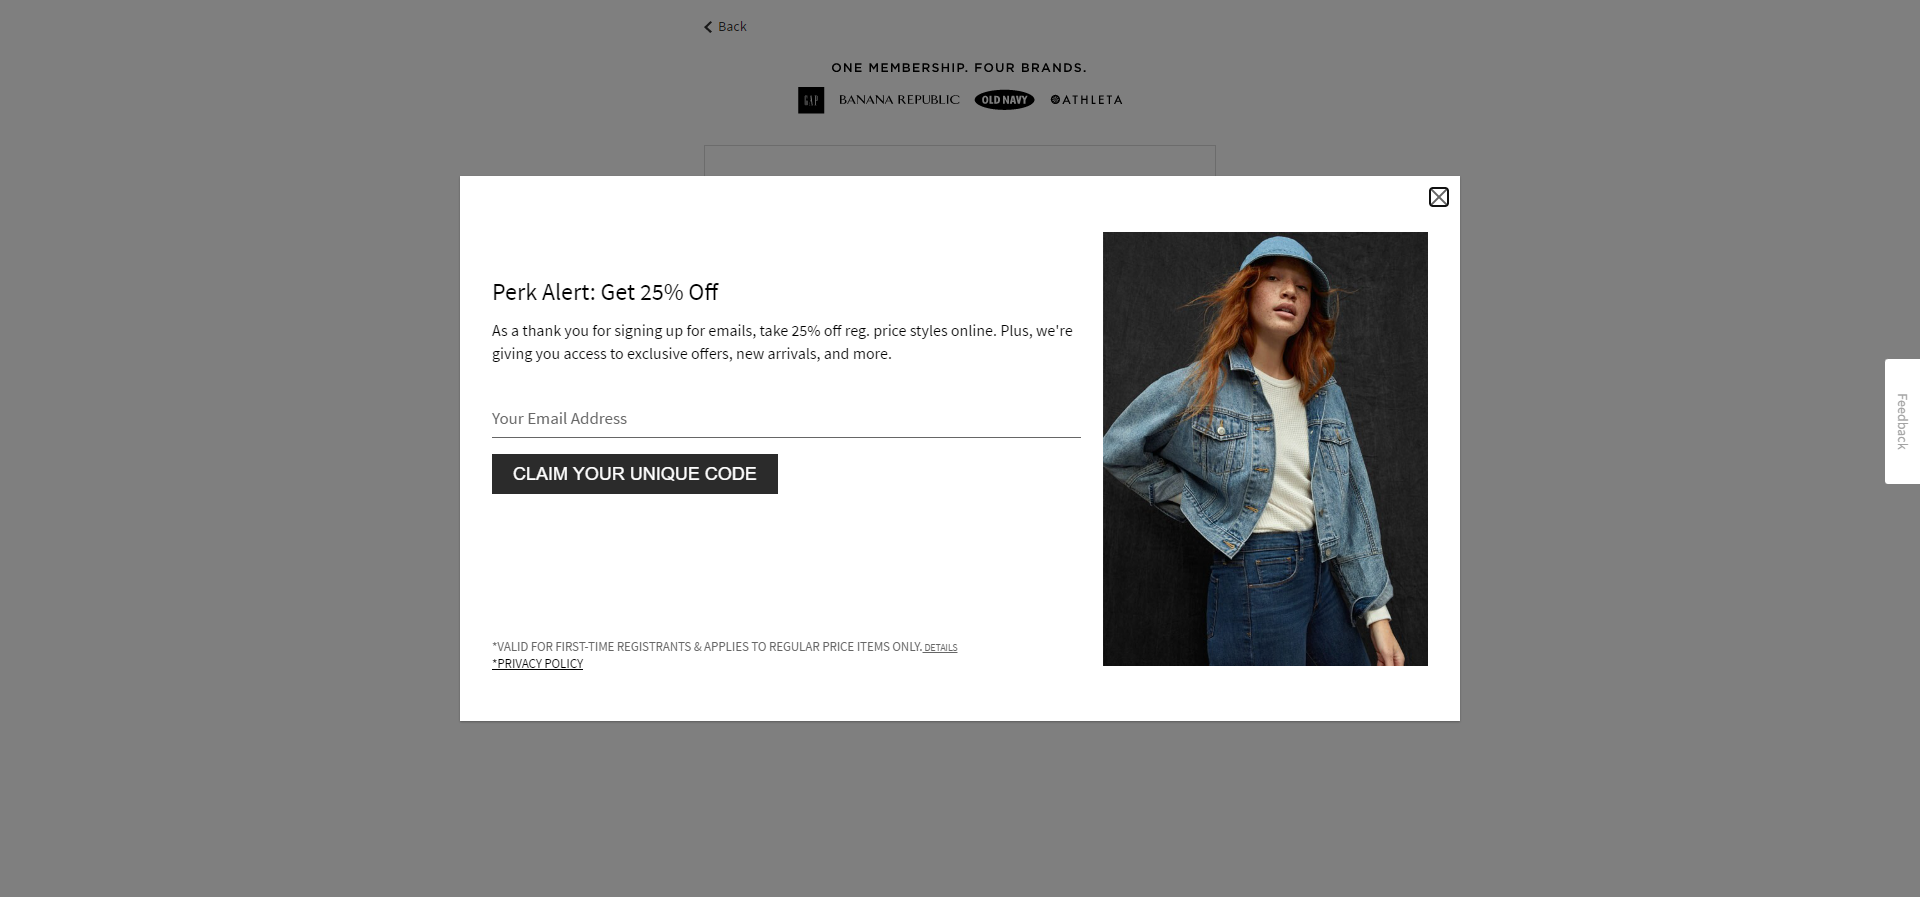 Back
ONE MEMBERSHIP. FOUR BRANDS.
GAP BANANA REPUBLIC OLD NAVY ATHLETA
Perk Alert: Get 25% Off
As a thank you for signing up for emails, take 25% off reg. price styles online. Plus, we're
giving you access to exclusive offers, new arrivals, and more.
Your Email Address
CLAIM YOUR UNIQUE CODE
*VALID FOR FIRST-TIME REGISTRANTS & APPLIES TO REGULAR PRICE ITEMS ONLY. DETAILS
*PRIVACY POLICY
Feedback